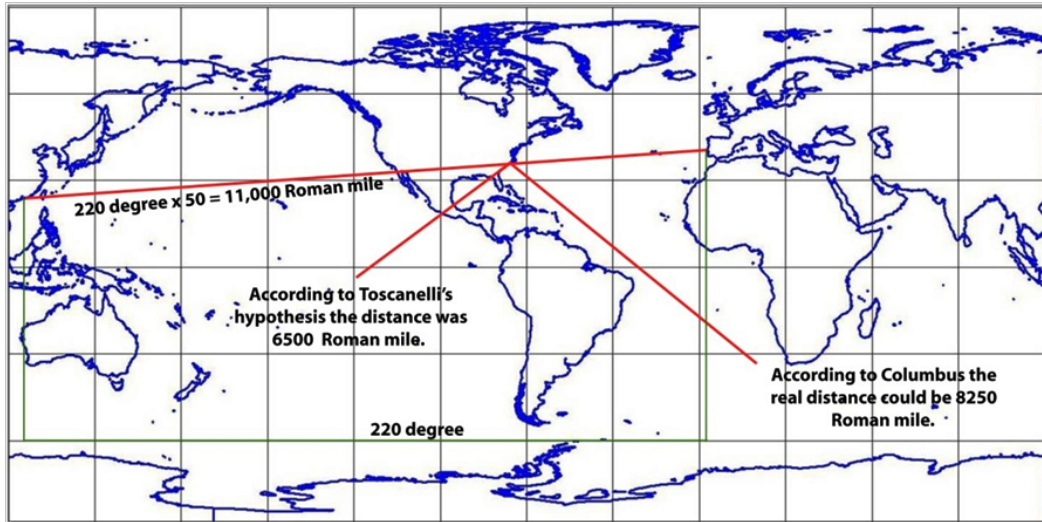 220 degree x 50 = 11,000 Roman mile
According to Toscanelli's
hypothesis the distance was
6500 Roman mile.
According to Columbus the
real distance could be 8250
Roman mile.
220 degree